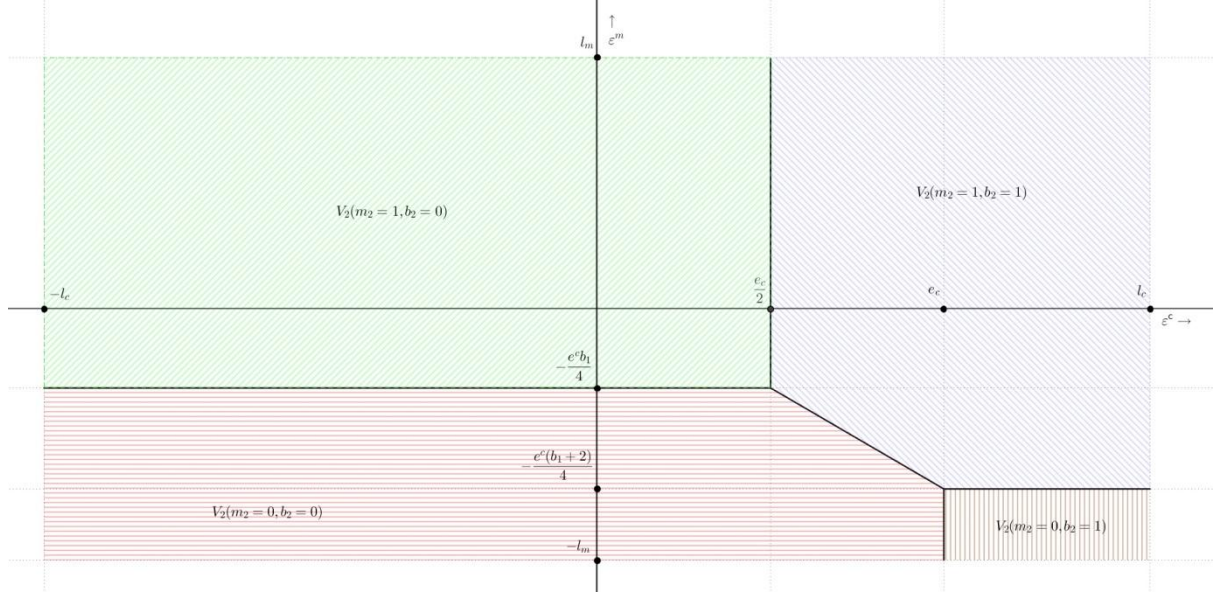 ↑
l_m
ε^m
V_2(m_2 = 1, b_2 = 1)
V_2(m_2 = 1, b_2 = 0)
−l_c
e_c/2
e_c
l_c
ε^c →
−e^c b_1/4
−e^c(b_1 + 2)/4
V_2(m_2 = 0, b_2 = 0)
V_2(m_2 = 0, b_2 = 1)
−l_m